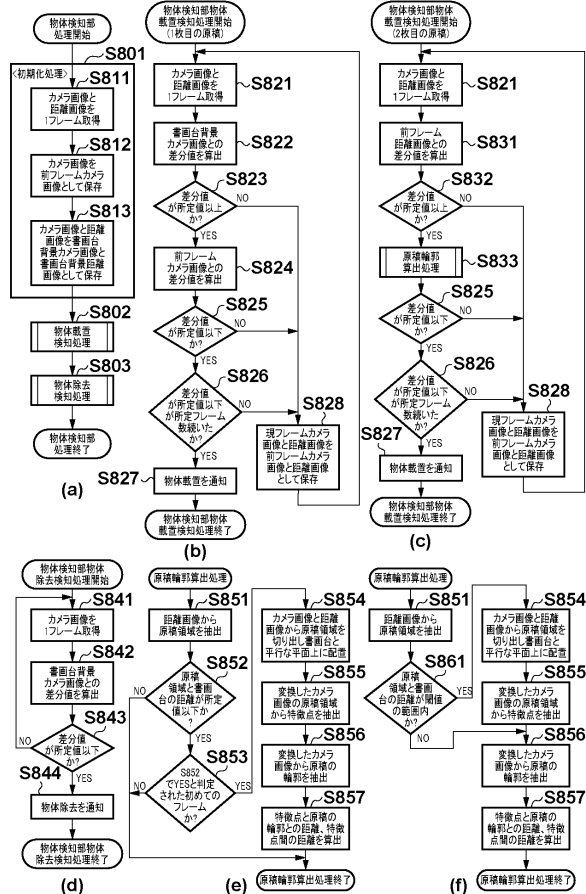 物体検知部
処理開始
S801
<初期化処理>
S811
カメラ画像と
距離画像を
1フレーム取得
S812
カメラ画像を
前フレームカメラ
画像として保存
S813
カメラ画像と距離
画像を書画台
背景カメラ画像と
書画台背景距離
画像として保存
S802
物体載置
検知処理
S803
物体除去
検知処理
物体検知部
処理終了
(a)
物体検知部物体
載置検知処理開始
(1枚目の原稿)
S821
カメラ画像と
距離画像を
1フレーム取得
S822
書画台背景
カメラ画像との
差分値を算出
S823
差分値
が所定値以上
か?
NO
YES
S824
前フレーム
カメラ画像との
差分値を算出
S825
差分値
が所定値以下
か?
NO
YES
S826
差分値
が所定値以下
が所定フレーム
数続いたか?
NO
YES
S828
現フレームカメラ
画像と距離画像を
前フレームカメラ
画像と距離画像
として保存
S827
物体載置を通知
物体検知部物体
載置検知処理終了
(b)
物体検知部物体
載置検知処理開始
(2枚目の原稿)
S821
カメラ画像と
距離画像を
1フレーム取得
S831
前フレーム
距離画像との
差分値を算出
S832
差分値
が所定値以上
か?
NO
YES
S833
原稿輪郭
算出処理
S825
差分値
が所定値以下
か?
NO
YES
S826
差分値
が所定値以下
が所定フレーム
数続いたか?
NO
YES
S828
現フレームカメラ
画像と距離画像を
前フレームカメラ
画像と距離画像
として保存
S827
物体載置を通知
物体検知部物体
載置検知処理終了
(c)
物体検知部物体
除去検知処理開始
S841
カメラ画像を
1フレーム取得
S842
書画台背景
カメラ画像との
差分値を算出
S843
差分値
が所定値以下か?
NO
YES
S844
物体除去を通知
物体検知部物体
除去検知処理終了
(d)
原稿輪郭算出処理
S851
距離画像から
原稿領域を抽出
S852
原稿
領域と書画
台の距離が所定
値以下か
?
NO
YES
S853
S852
でYESと判定
された初めての
フレームか?
NO
YES
S854
カメラ画像と距離
画像から原稿領域を
切り出し書画台と
平行な平面上に配置
S855
変換したカメラ
画像の原稿領域
から特徴点を抽出
S856
変換したカメラ
画像から原稿の
輪郭を抽出
S857
特徴点と原稿の
輪郭との距離、特徴
点間の距離を算出
原稿輪郭算出処理終了
(e)
原稿輪郭算出処理
S851
距離画像から
原稿領域を抽出
S861
原稿
領域と書画
台の距離が閾値
の範囲内か?
YES
NO
S854
カメラ画像と距離
画像から原稿領域を
切り出し書画台と
平行な平面上に配置
S855
変換したカメラ
画像の原稿領域
から特徴点を抽出
S856
変換したカメラ
画像から原稿の
輪郭を抽出
S857
特徴点と原稿の
輪郭との距離、特徴
点間の距離を算出
原稿輪郭算出処理終了
(f)